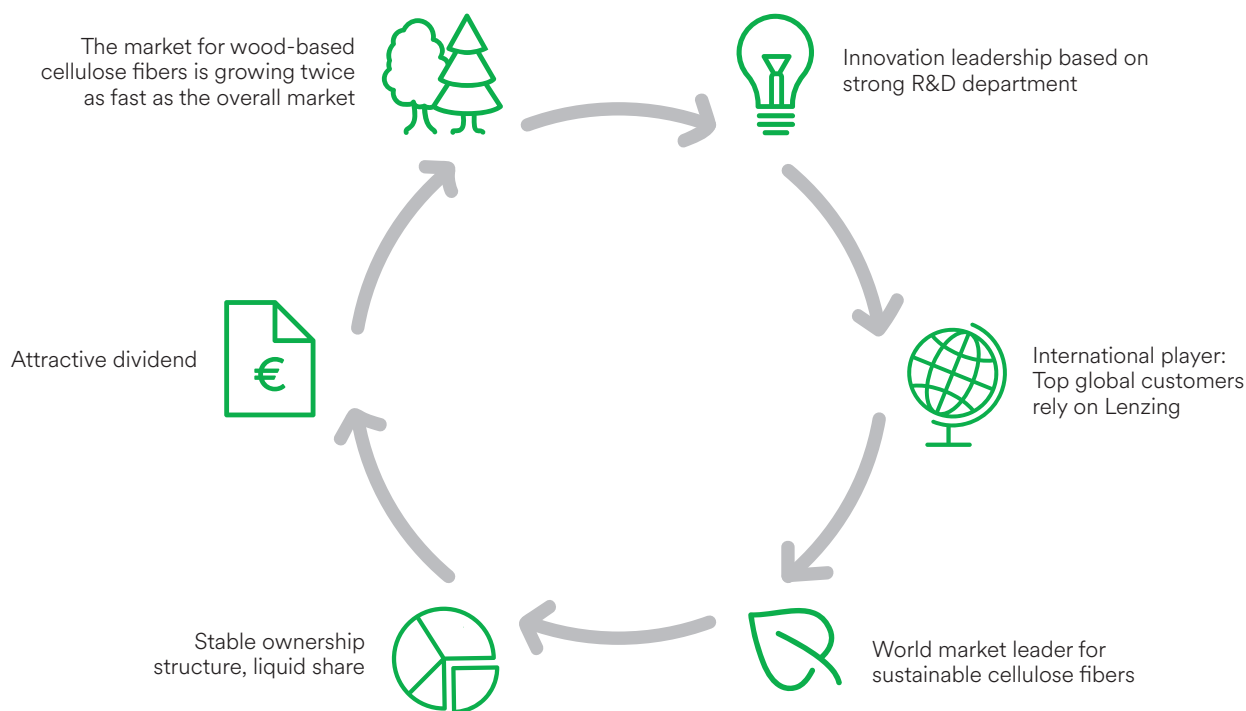 The market for wood-based
cellulose fibers is growing twice
as fast as the overall market
Innovation leadership based on
strong R&D department
International player:
Top global customers
rely on Lenzing
World market leader for
sustainable cellulose fibers
Stable ownership
structure, liquid share
Attractive dividend
€